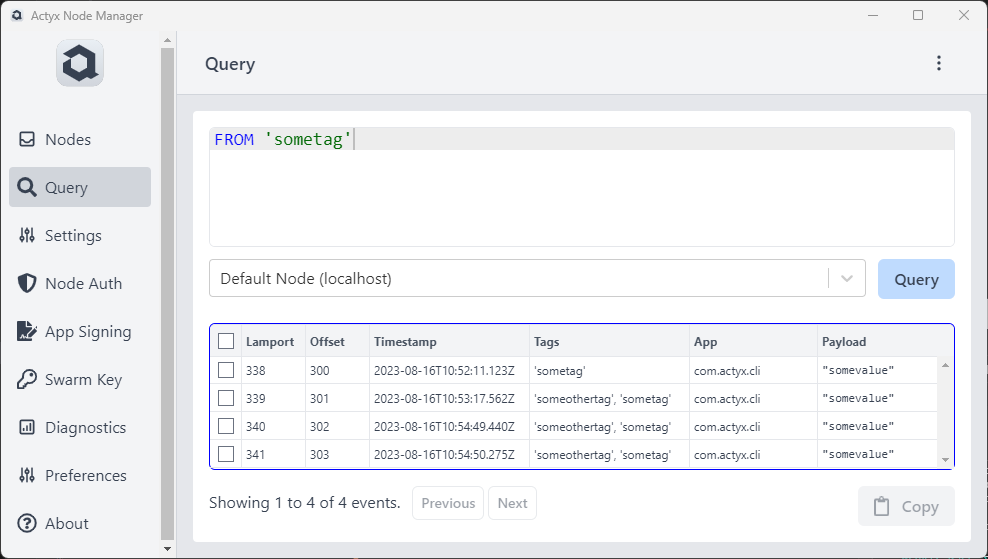 Actyx Node Manager
Nodes
Query
Settings
Node Auth
App Signing
Swarm Key
Diagnostics
Preferences
About
Query
FROM 'sometag'
Default Node (localhost)
Query
Lamport Offset Timestamp Tags App Payload
338 300 2023-08-16T10:52:11.123Z 'sometag' com.actyx.cli "somevalue"
339 301 2023-08-16T10:53:17.562Z 'someothertag', 'sometag' com.actyx.cli "somevalue"
340 302 2023-08-16T10:54:49.440Z 'someothertag', 'sometag' com.actyx.cli "somevalue"
341 303 2023-08-16T10:54:50.275Z 'someothertag', 'sometag' com.actyx.cli "somevalue"
Showing 1 to 4 of 4 events. Previous Next
Copy